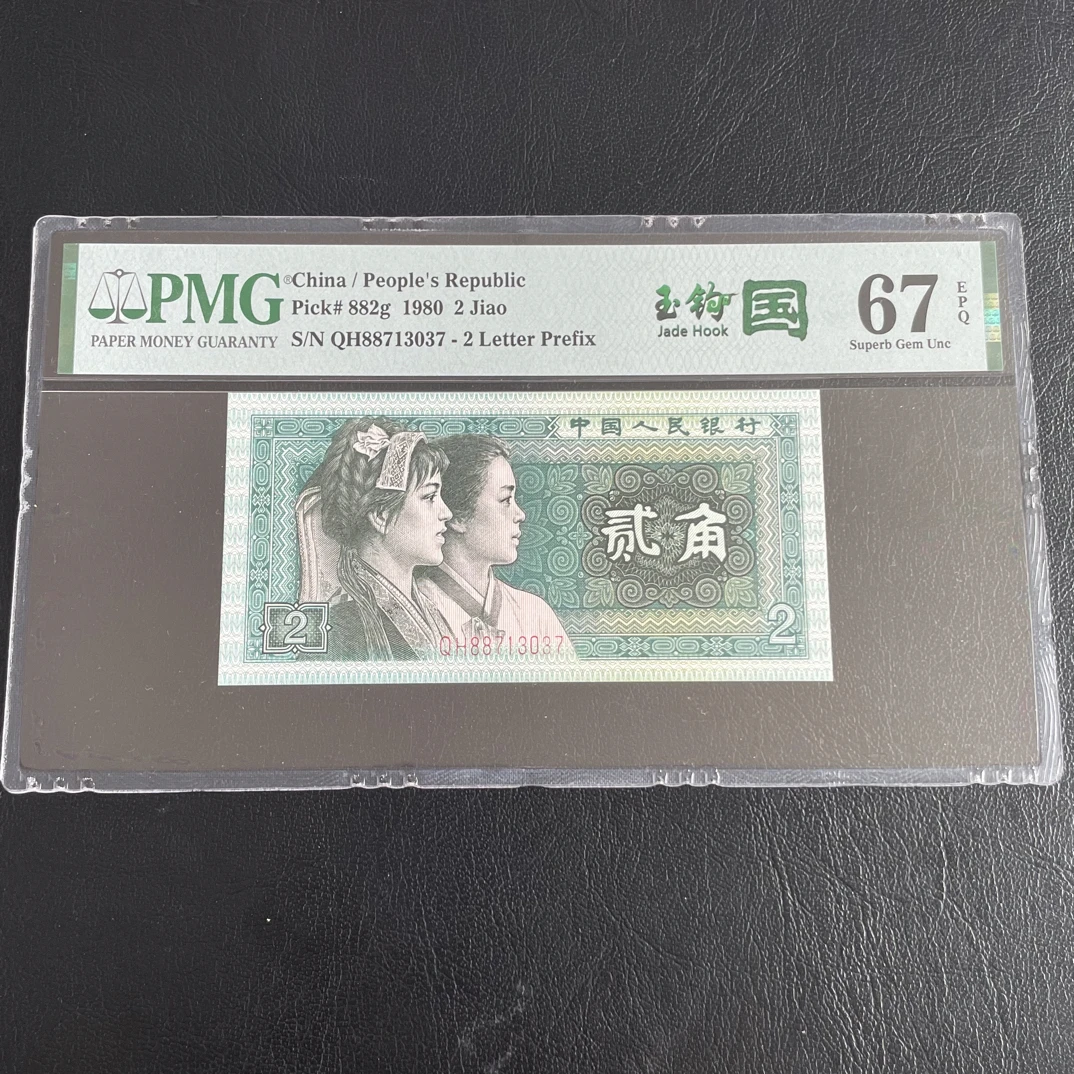 PMG®
PAPER MONEY GUARANTY
China / People's Republic
Pick# 882g 1980 2 Jiao
S/N QH88713037 - 2 Letter Prefix
玉钩国
Jade Hook
67
EPQ
Superb Gem Unc
中国人民银行
贰角
2
2
QH88713037